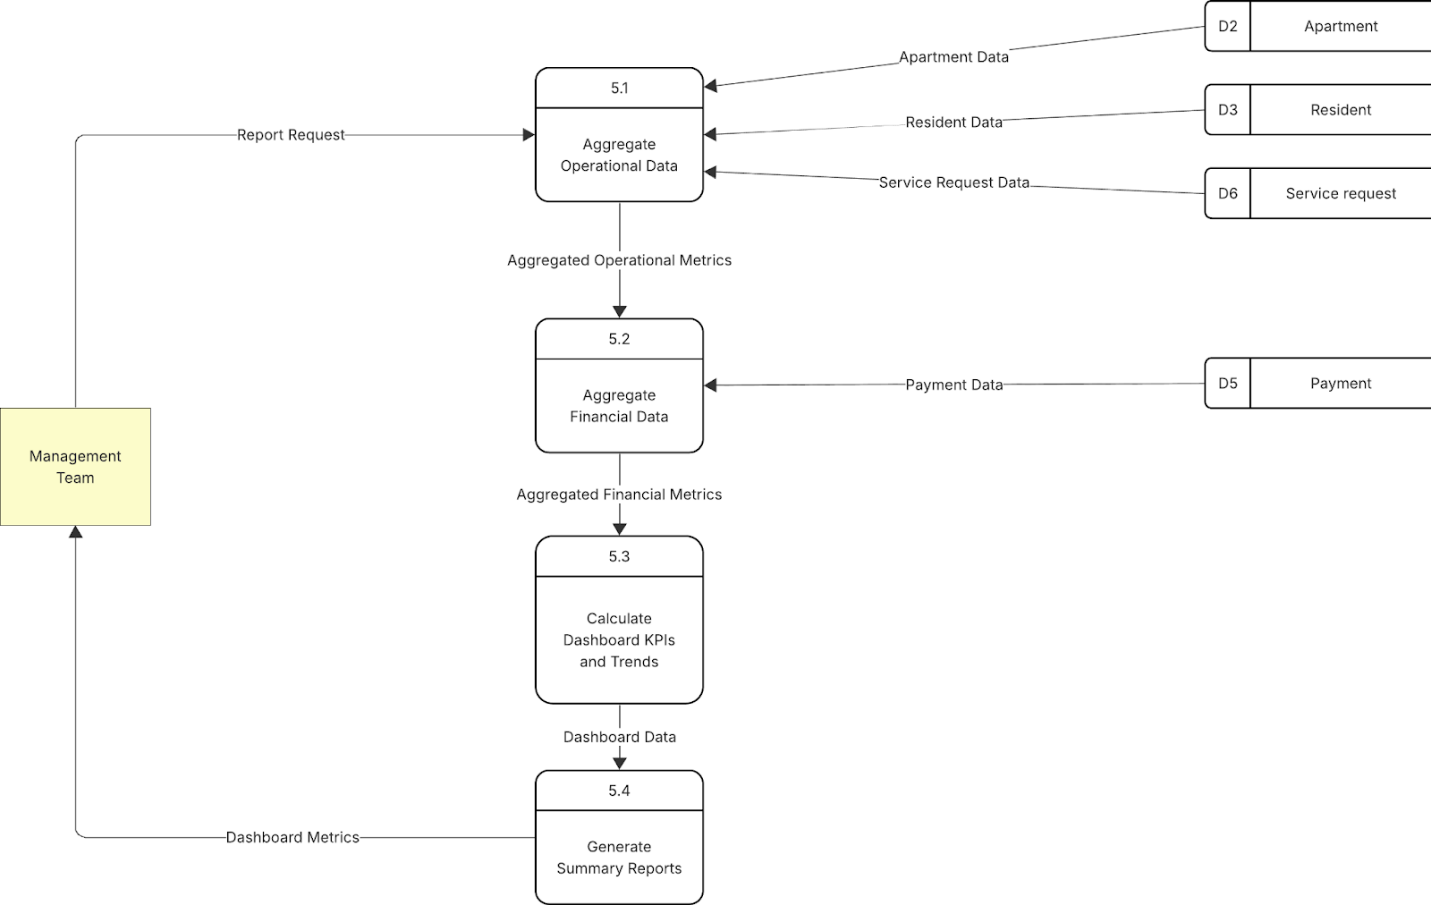 D2
Apartment
Apartment Data
5.1
D3
Resident
Resident Data
Report Request
Aggregate
Operational Data
Service Request Data
D6
Service request
Aggregated Operational Metrics
5.2
Payment Data
D5
Payment
Aggregate
Financial Data
Management
Team
Aggregated Financial Metrics
5.3
Calculate
Dashboard KPIs
and Trends
Dashboard Data
5.4
Dashboard Metrics
Generate
Summary Reports